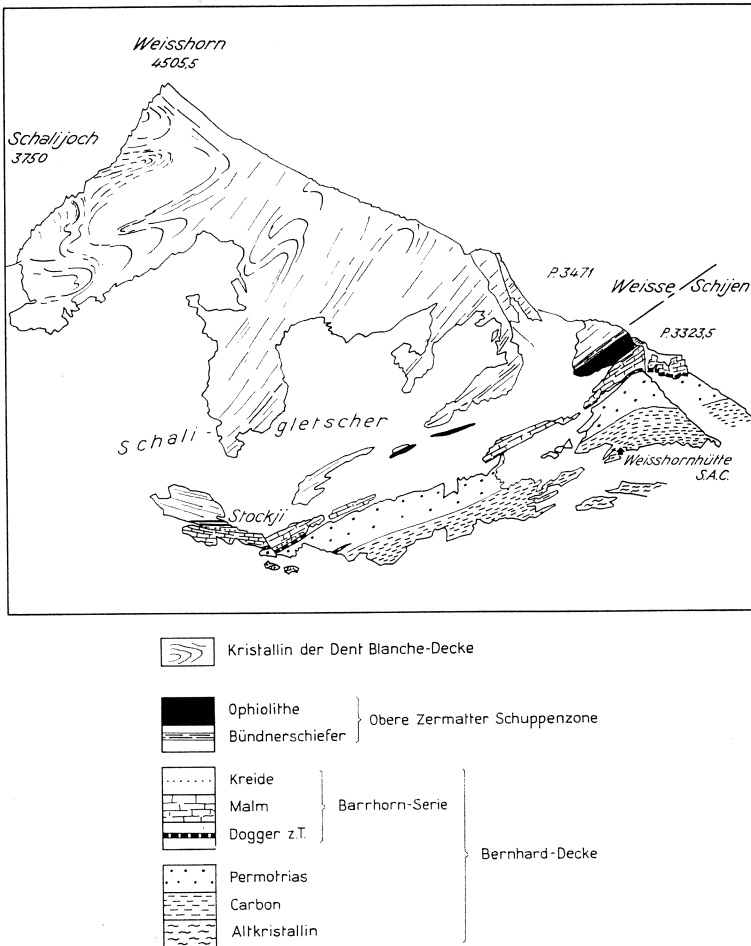 Weisshorn
4505,5
Schalijoch
3750
P. 3471
Weisse Schijen
P. 3323,5
Schali-gletscher
Weisshornhütte
S.A.C.
Stockji
Kristallin der Dent Blanche-Decke
Ophiolithe
Bündnerschiefer
Obere Zermatter Schuppenzone
Kreide
Malm
Dogger z.T.
Barrhorn-Serie
Bernhard-Decke
Permotrias
Carbon
Altkristallin